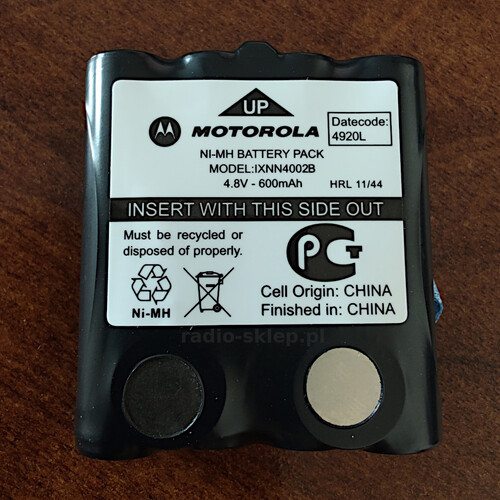 UP
MOTOROLA
Datecode:
4920L
NI-MH BATTERY PACK
MODEL:IXNN4002B
4.8V - 600mAh
HRL 11/44
INSERT WITH THIS SIDE OUT
Must be recycled or
disposed of properly.
Ni-MH
PCT
Cell Origin: CHINA
Finished in: CHINA
radio-sklep.pl